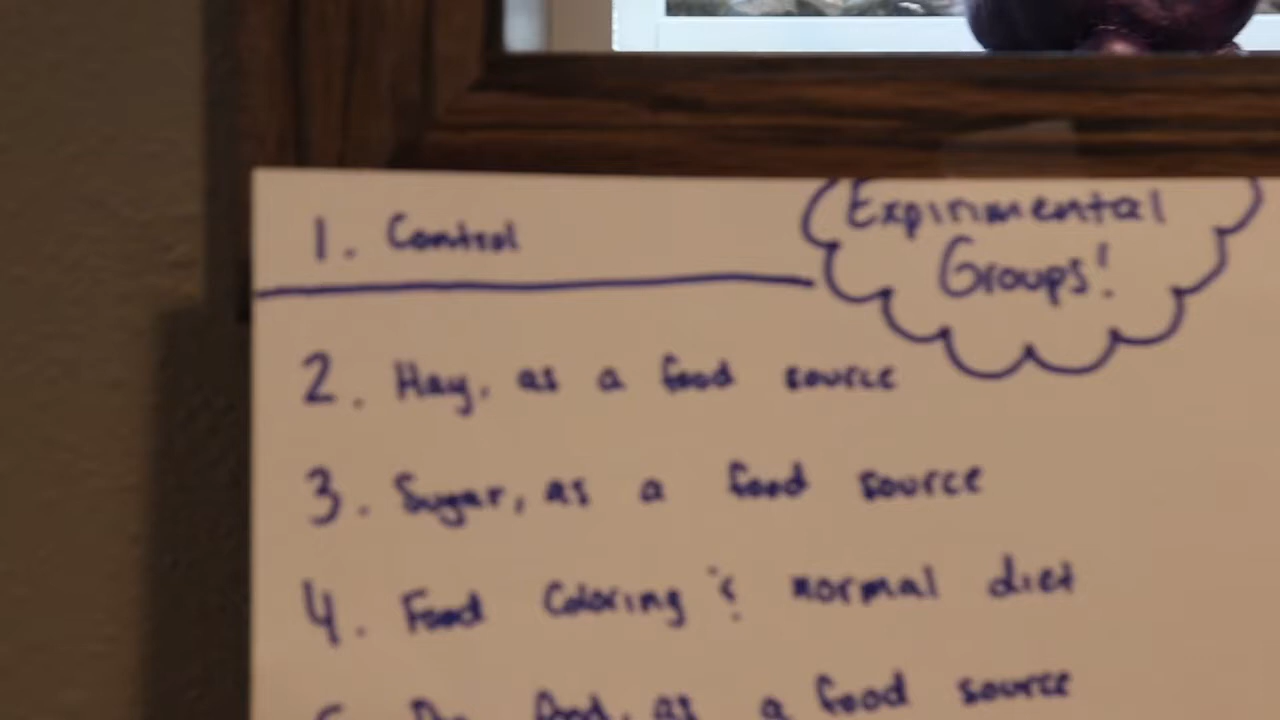 Expirimental
Groups!
1. Control
2. Hay, as a food source
3. Sugar, as a food source
4. Food Coloring & normal diet
food, as a food source